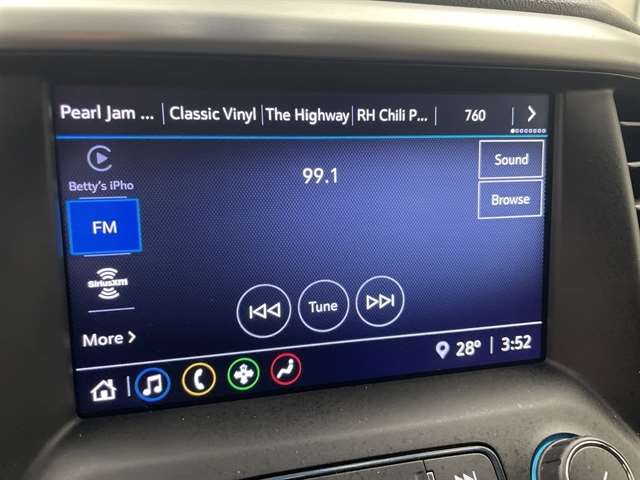 Pearl Jam ... Classic Vinyl The Highway RH Chili P... 760
Betty's iPho
99.1
Sound
Browse
FM
SiriusXM
Tune
More
28° 3:52